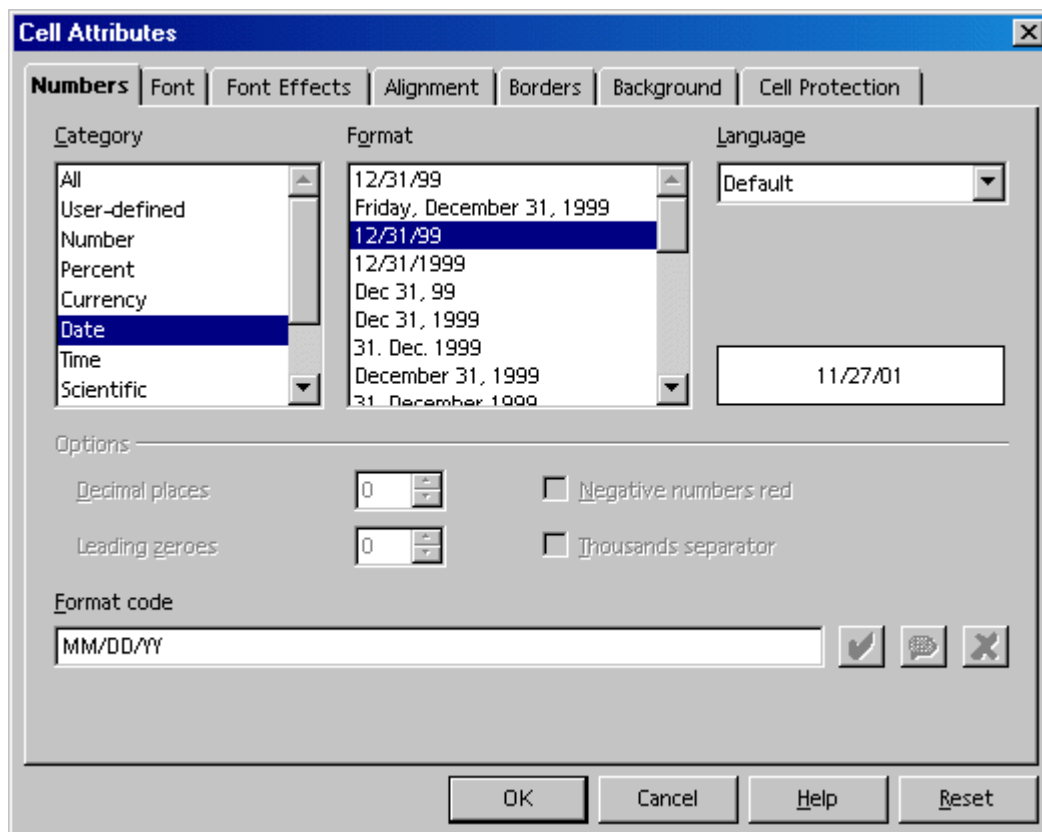 Cell Attributes
Numbers Font Font Effects Alignment Borders Background Cell Protection
Category
All
User-defined
Number
Percent
Currency
Date
Time
Scientific
Format
12/31/99
Friday, December 31, 1999
12/31/99
12/31/1999
Dec 31, 99
Dec 31, 1999
31. Dec. 1999
December 31, 1999
31. December 1999
Language
Default
11/27/01
Options
Decimal places 0 Negative numbers red
Leading zeroes 0 Thousands separator
Format code
MM/DD/YY
OK Cancel Help Reset